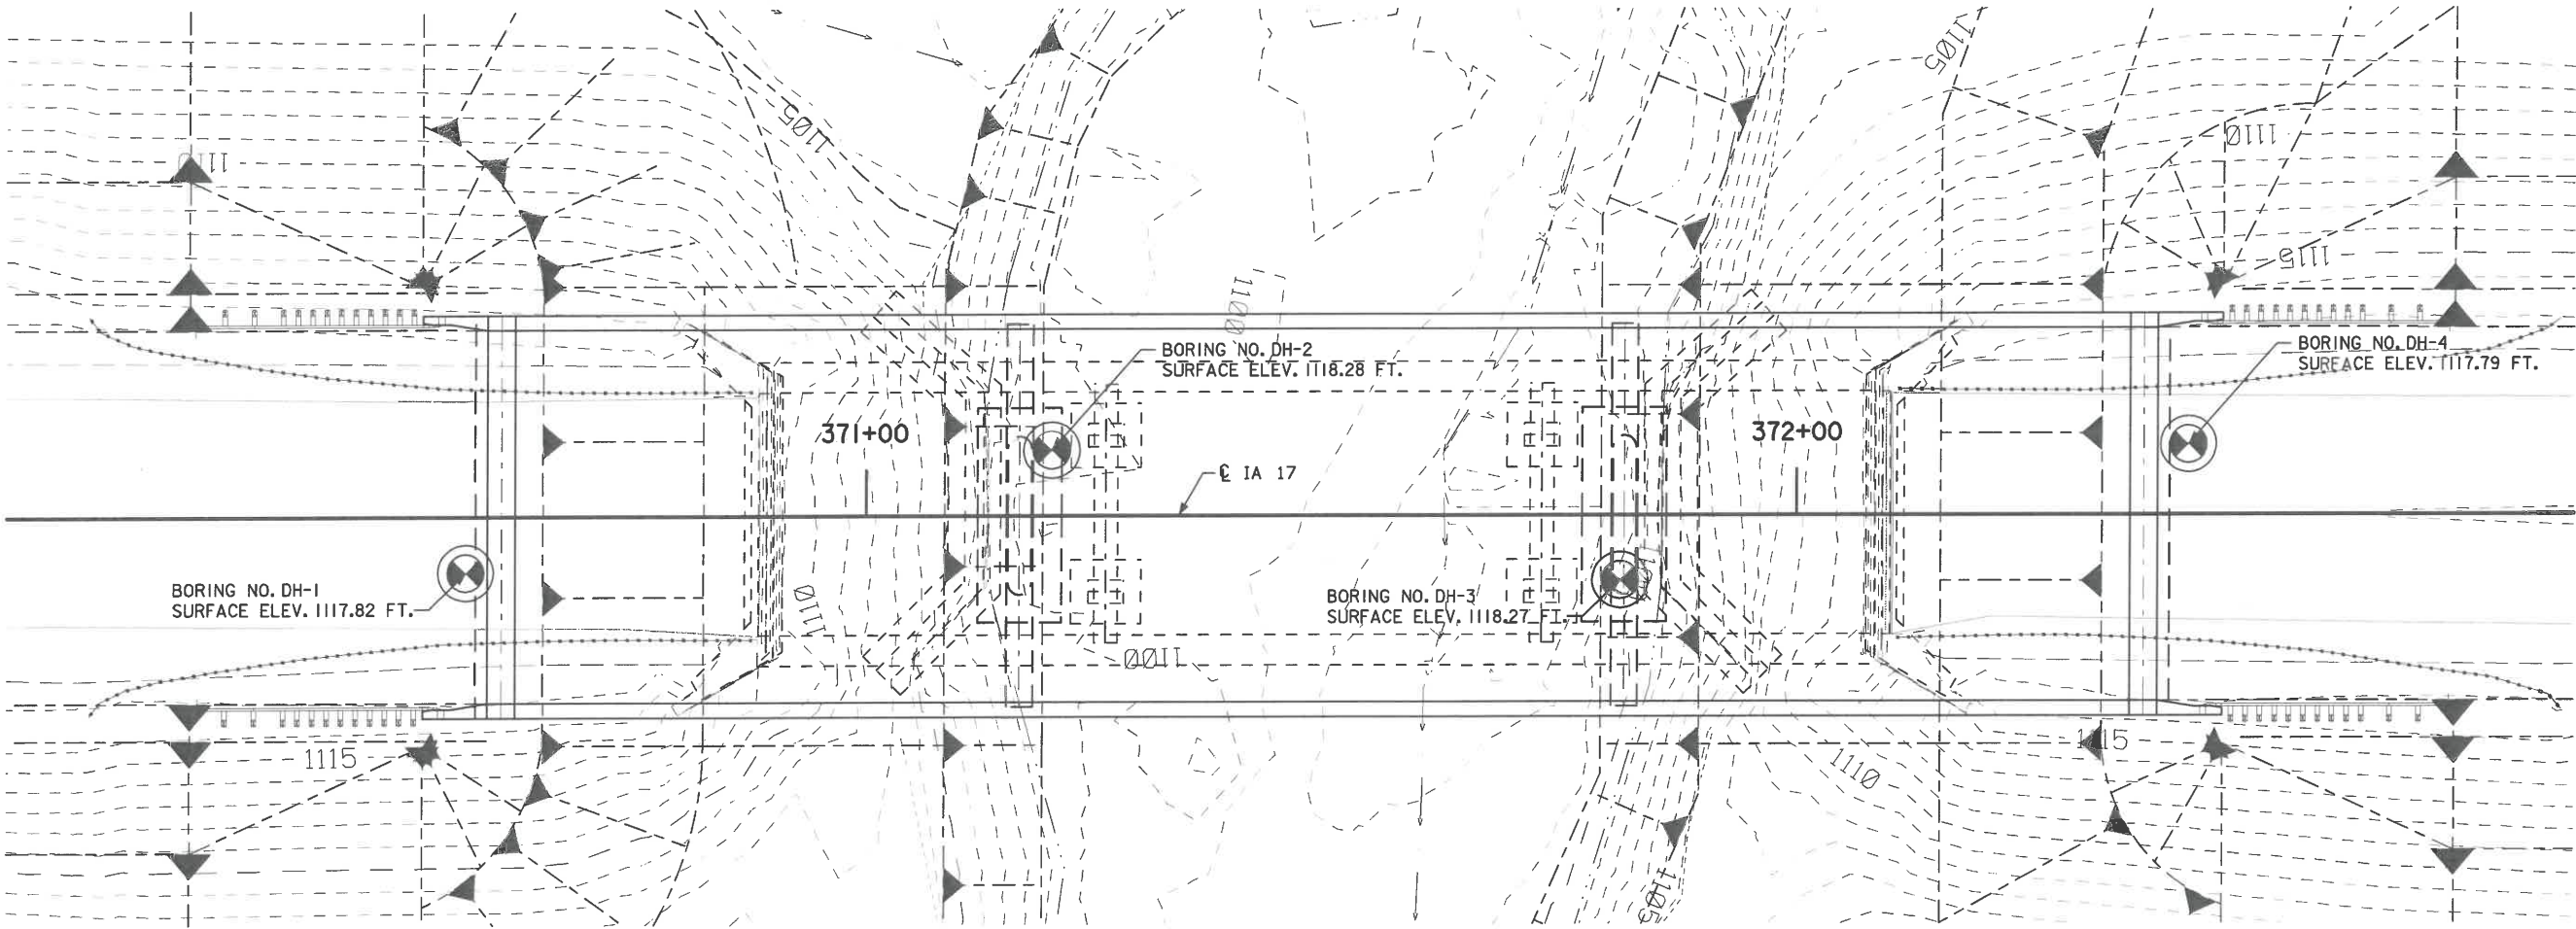 1105
1105
1110
1110
1115
1100
BORING NO. DH-2
SURFACE ELEV. 1118.28 FT.
BORING NO. DH-4
SURFACE ELEV. 1117.79 FT.
371+00
372+00
℄ IA 17
BORING NO. DH-1
SURFACE ELEV. 1117.82 FT.
BORING NO. DH-3
SURFACE ELEV. 1118.27 FT.
1110
1100
1115
1115
1110
1105